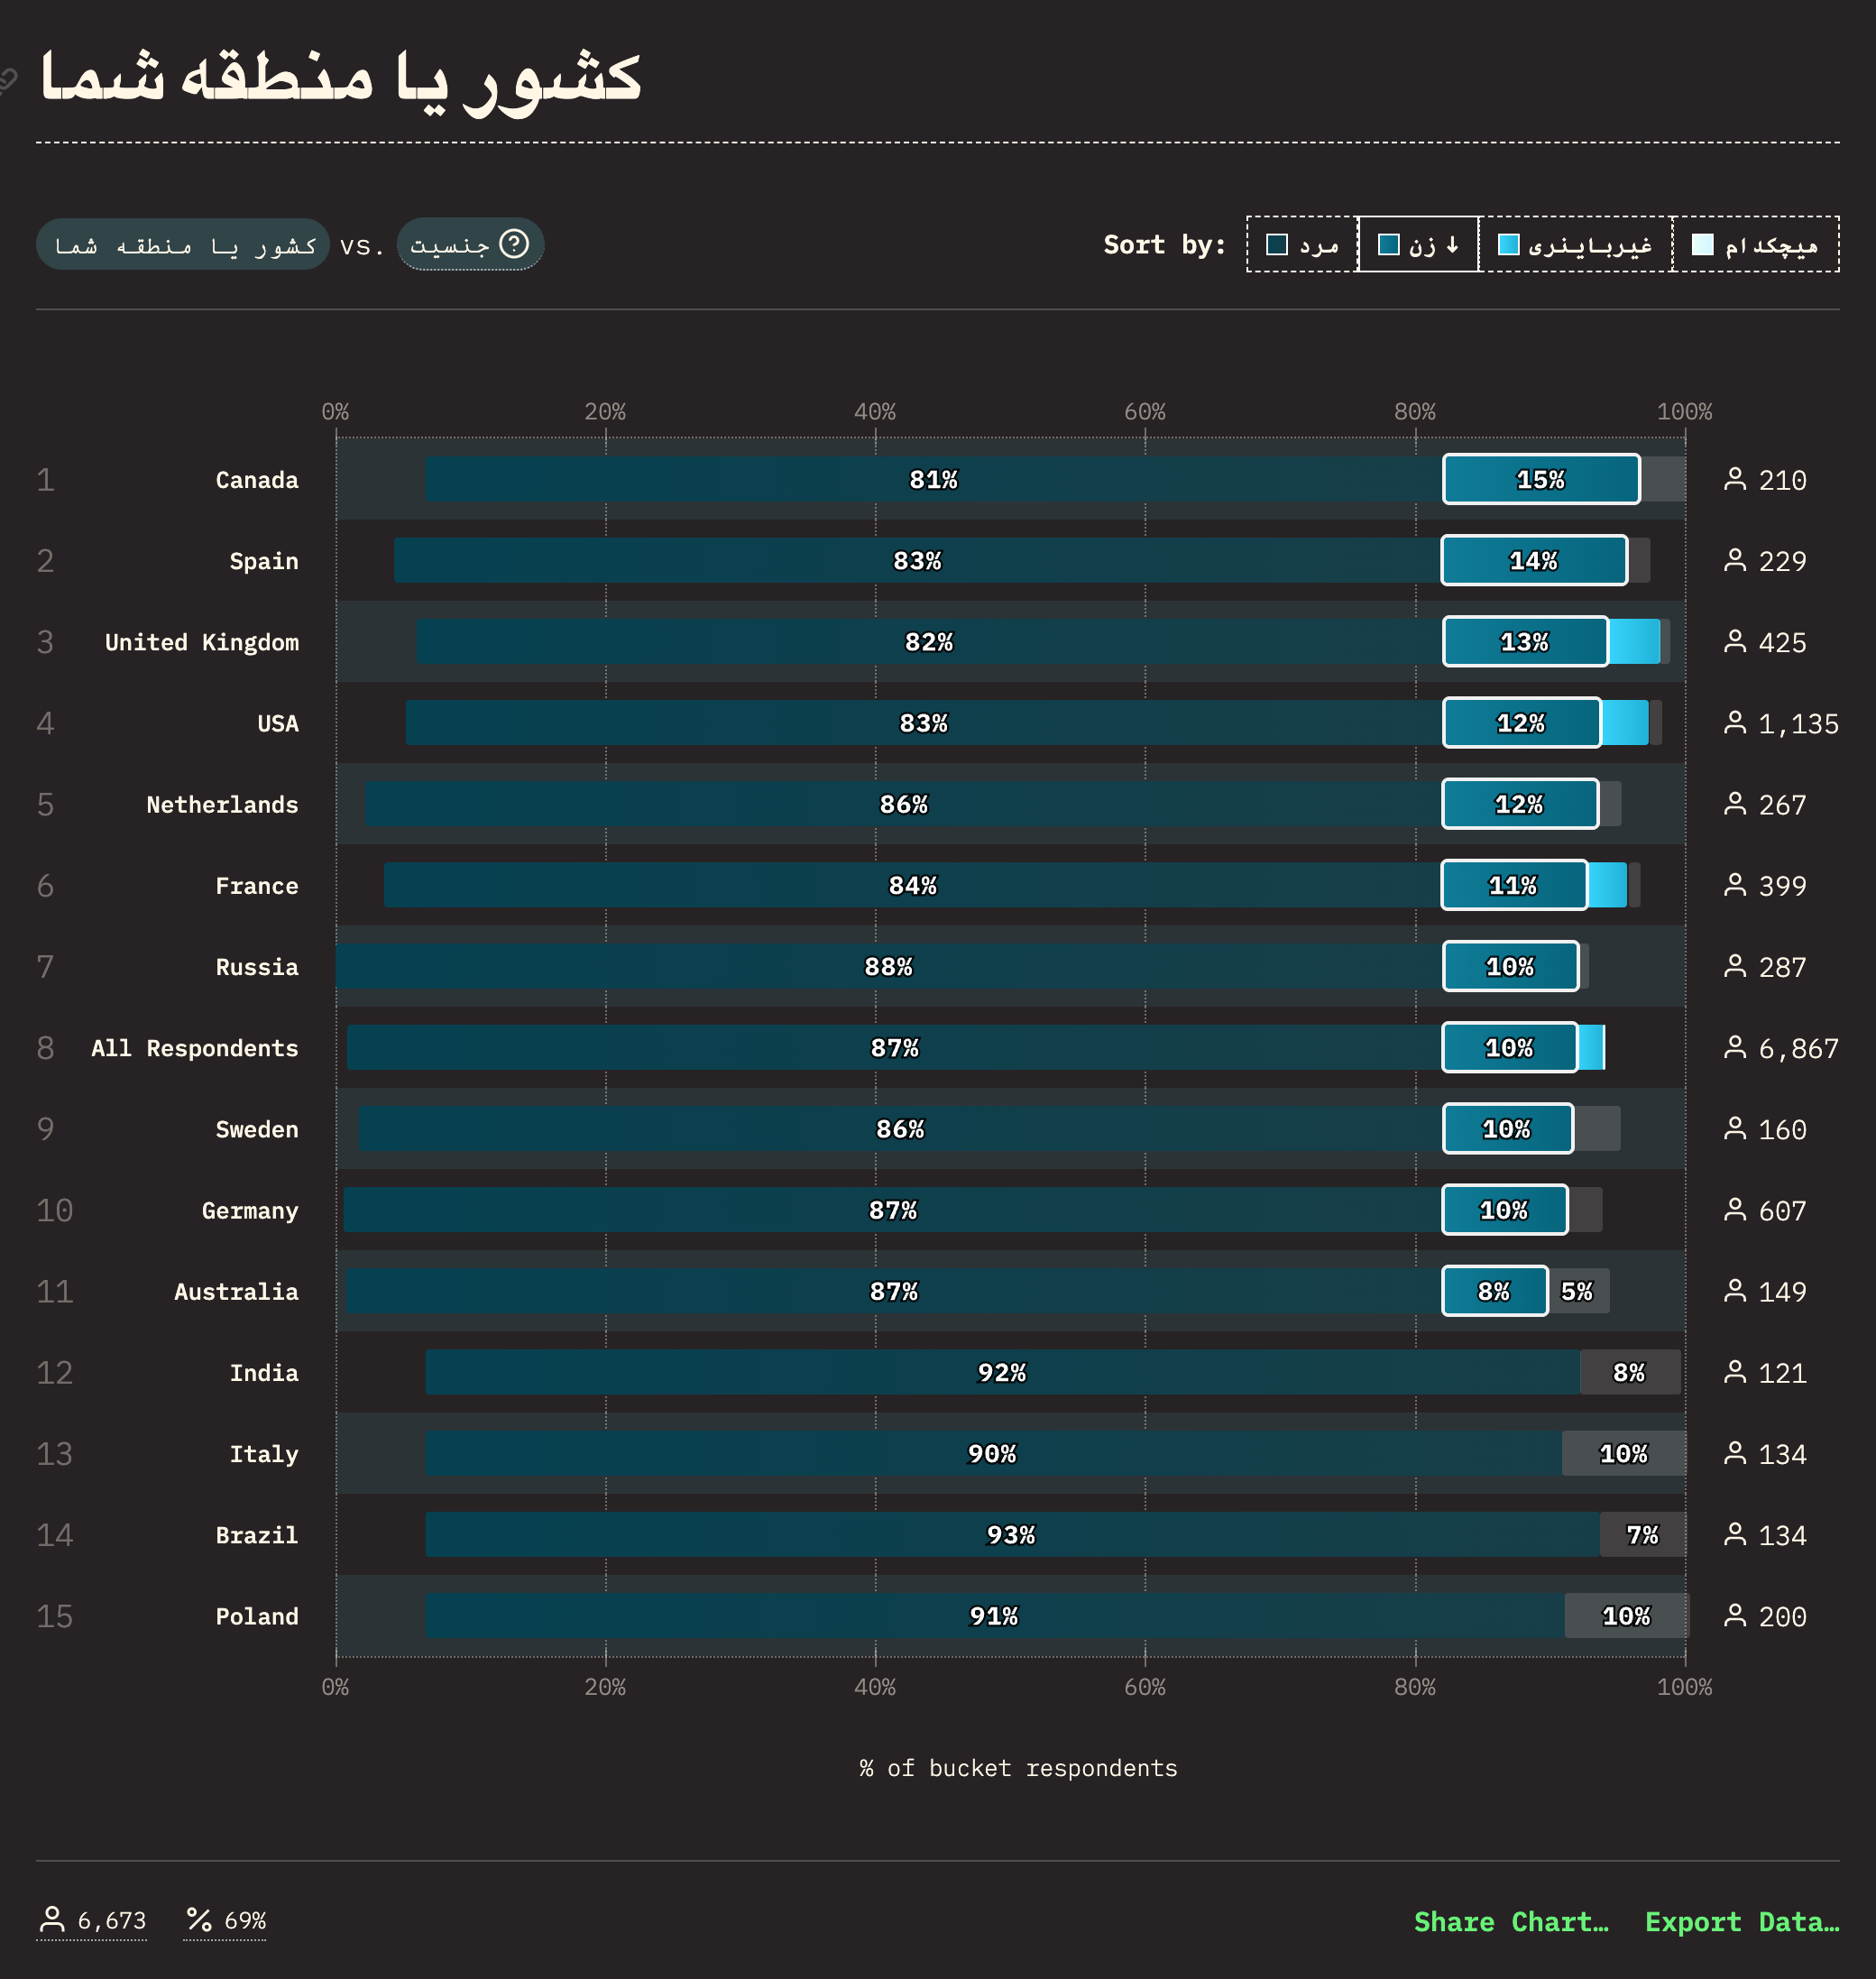 کشور یا منطقه شما
کشور یا منطقه شما vs. جنسیت
Sort by: مرد زن ↓ غیرباینری هیچکدام
0% 20% 40% 60% 80% 100%
1 Canada 81% 15% 210
2 Spain 83% 14% 229
3 United Kingdom 82% 13% 425
4 USA 83% 12% 1,135
5 Netherlands 86% 12% 267
6 France 84% 11% 399
7 Russia 88% 10% 287
8 All Respondents 87% 10% 6,867
9 Sweden 86% 10% 160
10 Germany 87% 10% 607
11 Australia 87% 8% 5% 149
12 India 92% 8% 121
13 Italy 90% 10% 134
14 Brazil 93% 7% 134
15 Poland 91% 10% 200
0% 20% 40% 60% 80% 100%
% of bucket respondents
6,673 % 69% Share Chart… Export Data…